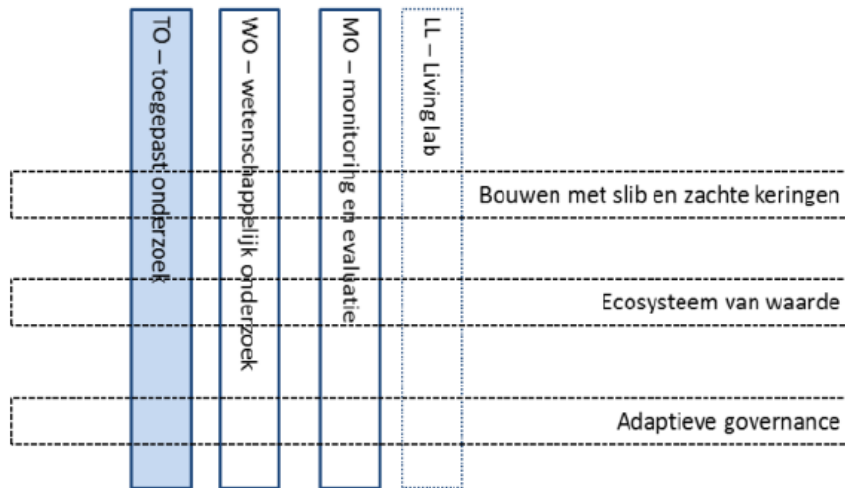 TO – toegepast onderzoek
WO – wetenschappelijk onderzoek
MO – monitoring en evaluatie
LL – Living lab
Bouwen met slib en zachte keringen
Ecosysteem van waarde
Adaptieve governance